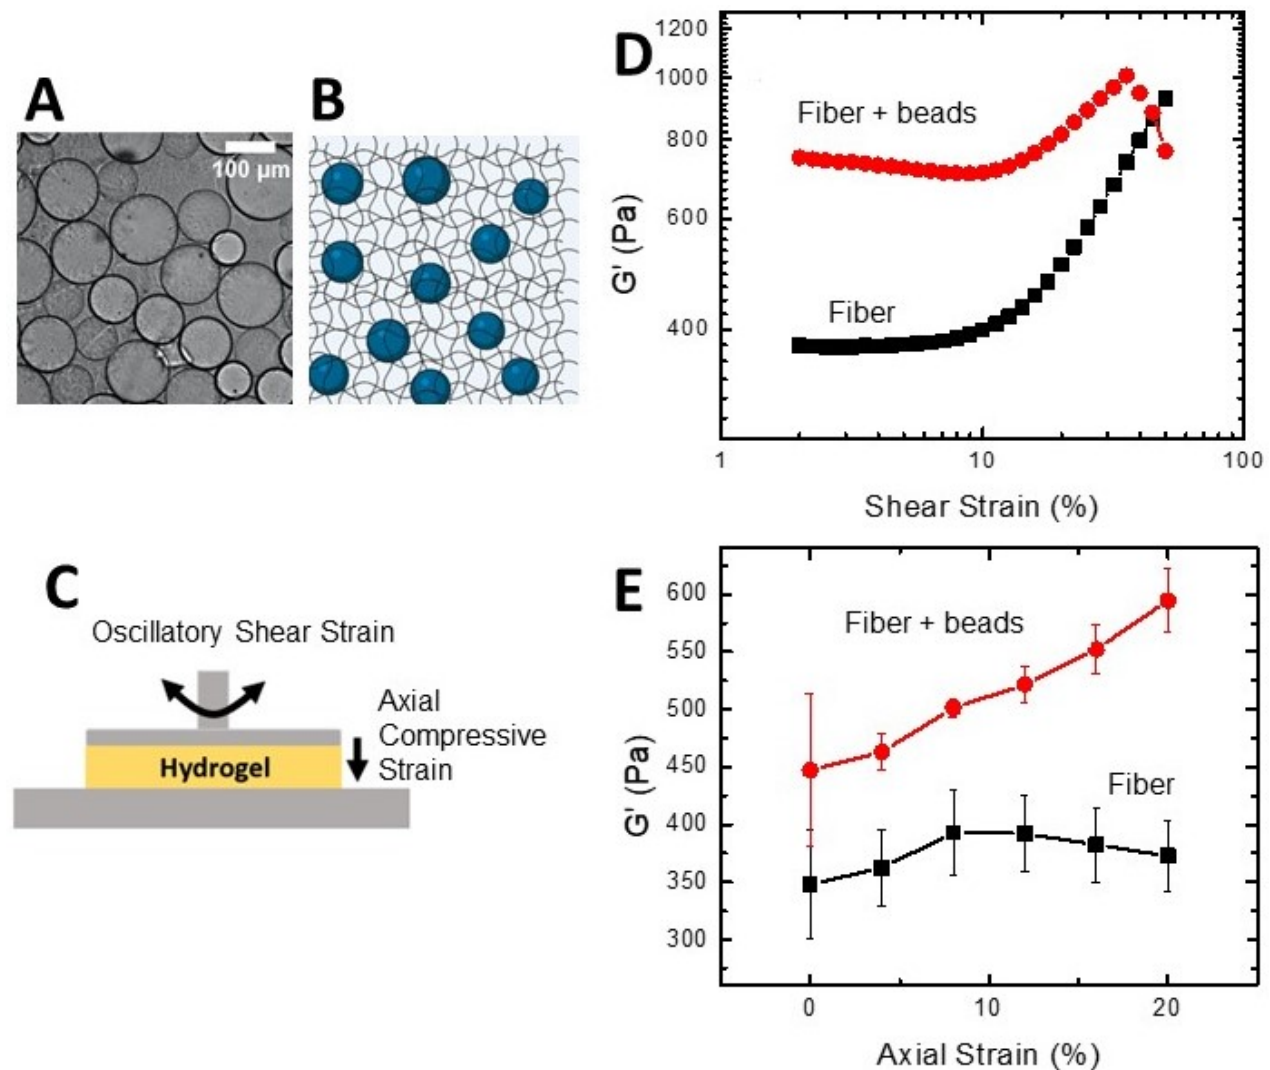 A
100 µm
B
C
Oscillatory Shear Strain
Axial
Compressive
Strain
Hydrogel
D
1200
1000
800
600
400
G' (Pa)
Fiber + beads
Fiber
1
10
100
Shear Strain (%)
E
600
550
500
450
400
350
300
G' (Pa)
Fiber + beads
Fiber
0
10
20
Axial Strain (%)